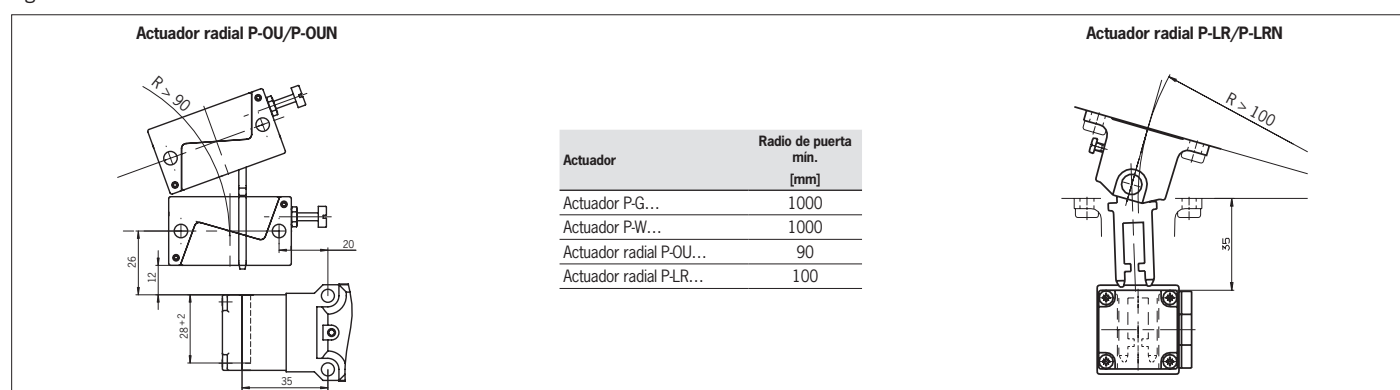 Actuador radial P-OU/P-OUN
R > 90
20
26
12
28+2
35
Actuador
Radio de puerta
mín.
[mm]
Actuador P-G… 1000
Actuador P-W… 1000
Actuador radial P-OU… 90
Actuador radial P-LR… 100
Actuador radial P-LR/P-LRN
R > 100
35